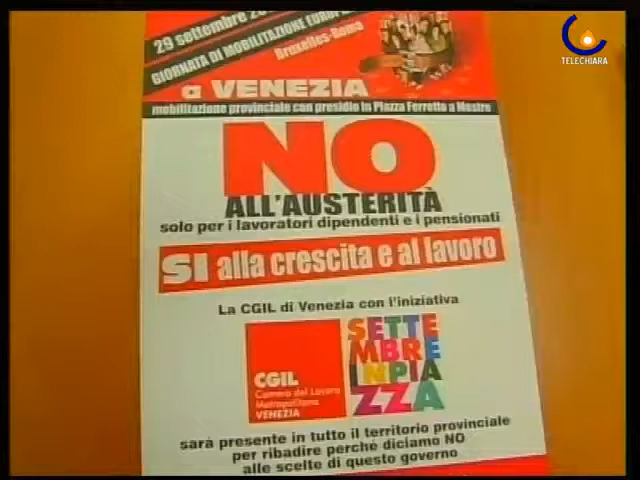 29 settembre
GIORNATA DI MOBILITAZIONE
Bruxelles-Roma
a VENEZIA
mobilitazione provinciale con presidio in Piazza Ferretto a Mestre
NO
ALL'AUSTERITÀ
solo per i lavoratori dipendenti e i pensionati
SI alla crescita e al lavoro
La CGIL di Venezia con l'iniziativa
CGIL
Camera del Lavoro
Metropolitana
VENEZIA
SETTE
MBRE
INPIA
ZZA
sarà presente in tutto il territorio provinciale
per ribadire perché diciamo NO
alle scelte di questo governo
TELECHIARA